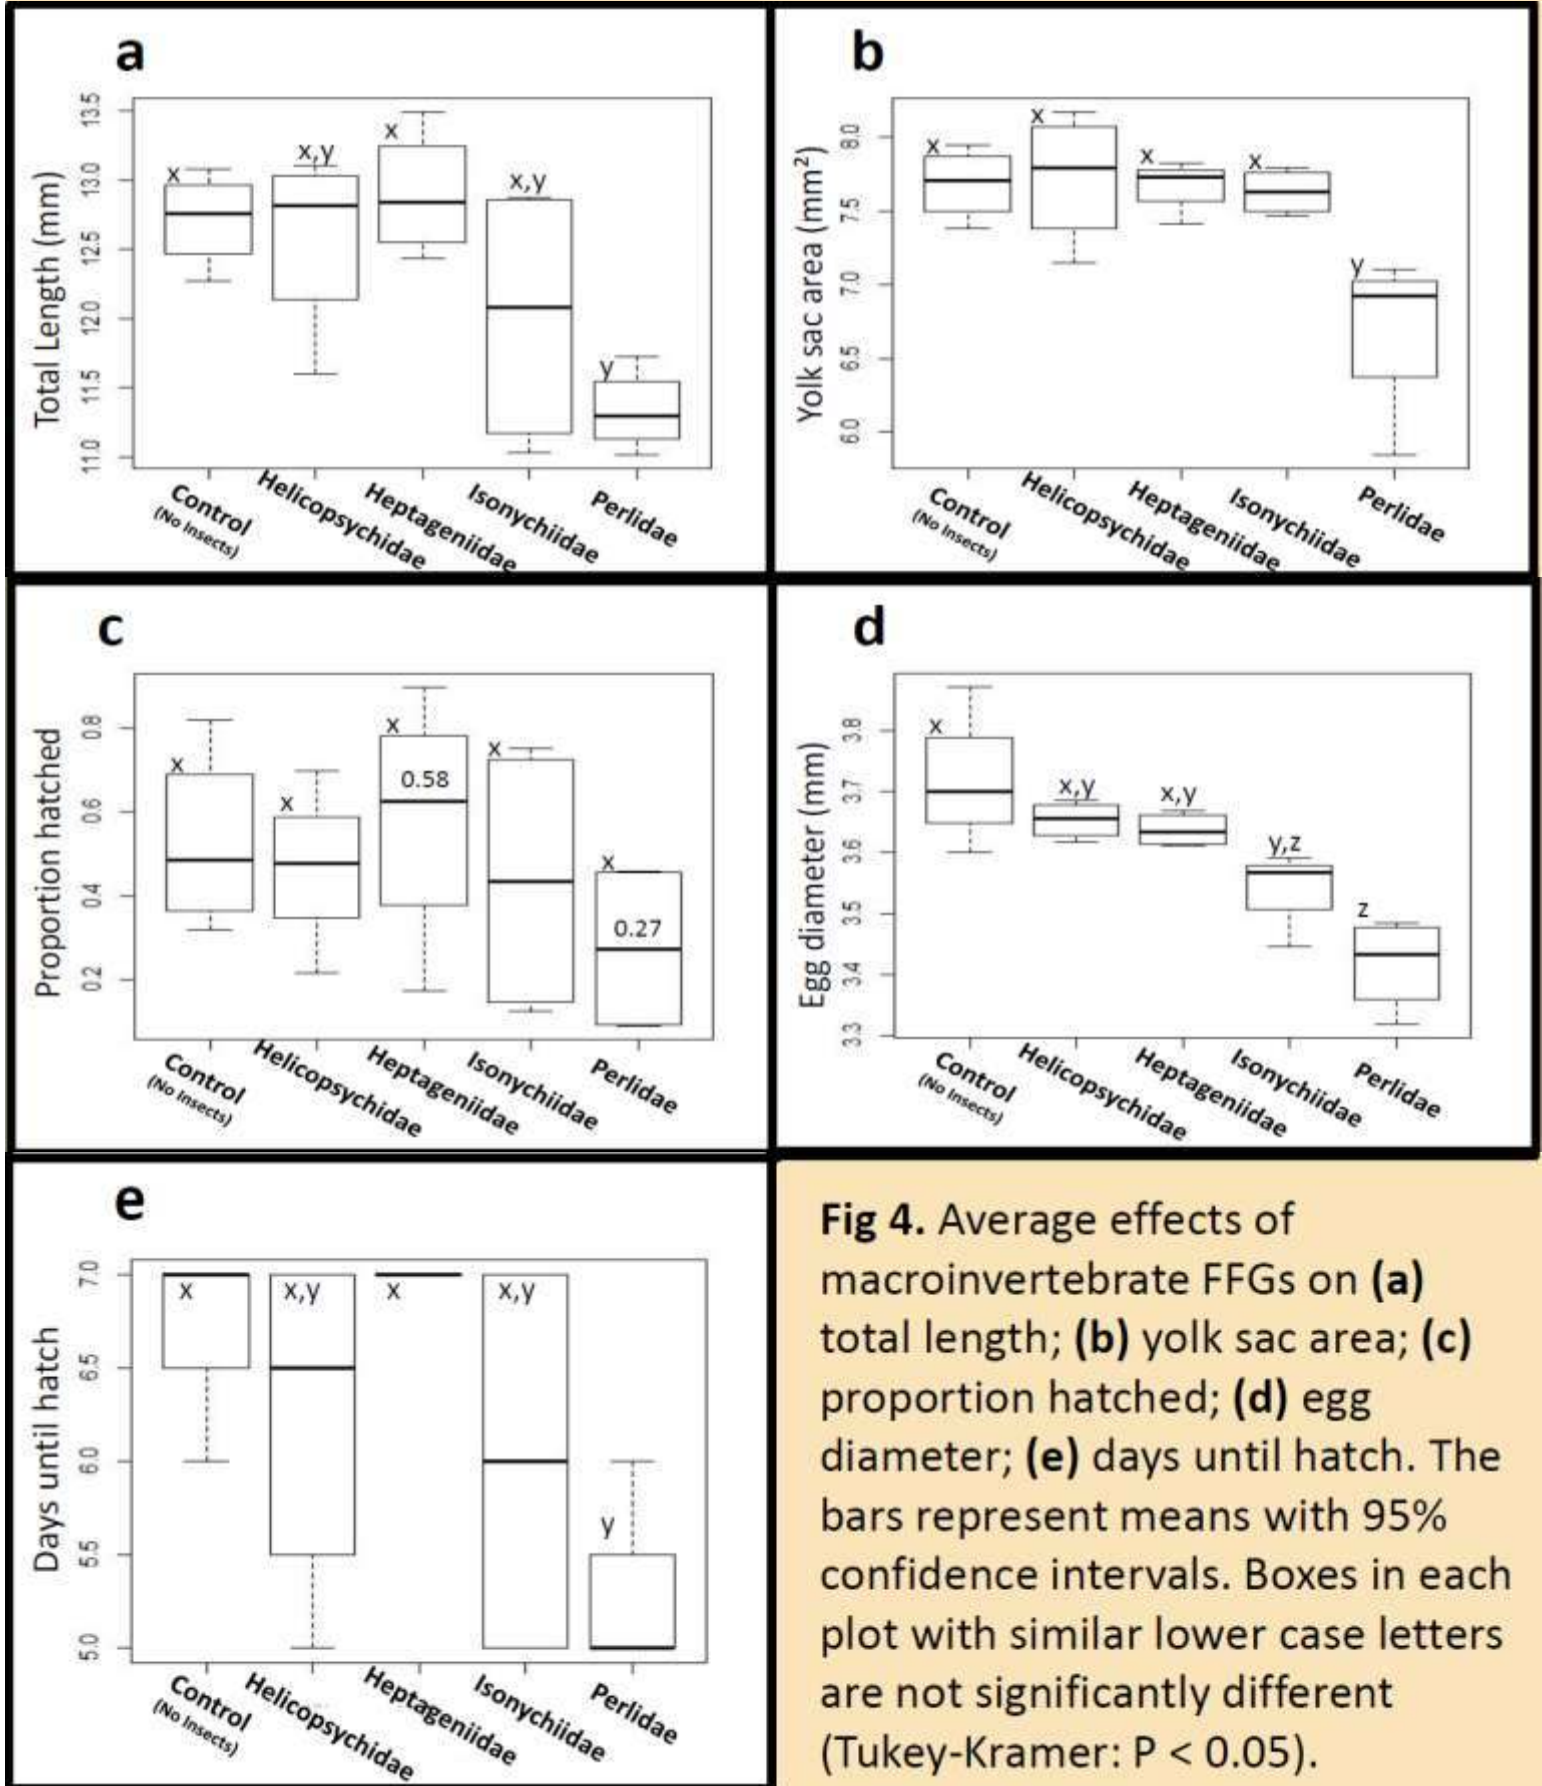 a
Total Length (mm)
13.5
13.0
12.5
12.0
11.5
11.0
x
x,y
x
x,y
y
Control
(No Insects)
Helicopsychidae
Heptageniidae
Isonychiidae
Perlidae
b
Yolk sac area (mm²)
8.0
7.5
7.0
6.5
6.0
x
x
x
x
y
Control
(No Insects)
Helicopsychidae
Heptageniidae
Isonychiidae
Perlidae
c
Proportion hatched
0.8
0.6
0.4
0.2
x
x
x
0.58
x
x
0.27
Control
(No Insects)
Helicopsychidae
Heptageniidae
Isonychiidae
Perlidae
d
Egg diameter (mm)
3.8
3.7
3.6
3.5
3.4
3.3
x
x,y
x,y
y,z
z
Control
(No Insects)
Helicopsychidae
Heptageniidae
Isonychiidae
Perlidae
e
Days until hatch
7.0
6.5
6.0
5.5
5.0
x
x,y
x
x,y
y
Control
(No Insects)
Helicopsychidae
Heptageniidae
Isonychiidae
Perlidae
Fig 4. Average effects of
macroinvertebrate FFGs on (a)
total length; (b) yolk sac area; (c)
proportion hatched; (d) egg
diameter; (e) days until hatch. The
bars represent means with 95%
confidence intervals. Boxes in each
plot with similar lower case letters
are not significantly different
(Tukey-Kramer: P < 0.05).